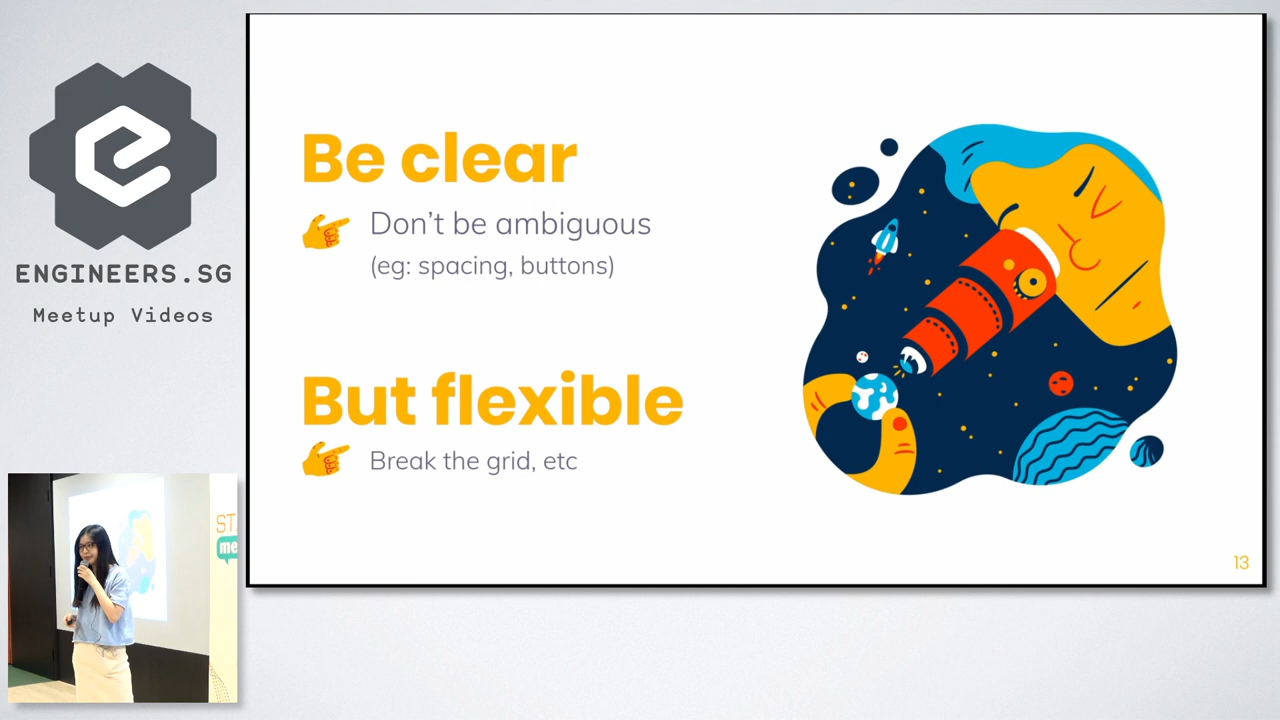 ENGINEERS.SG
Meetup Videos
Be clear
Don’t be ambiguous
(eg: spacing, buttons)
But flexible
Break the grid, etc
13
me